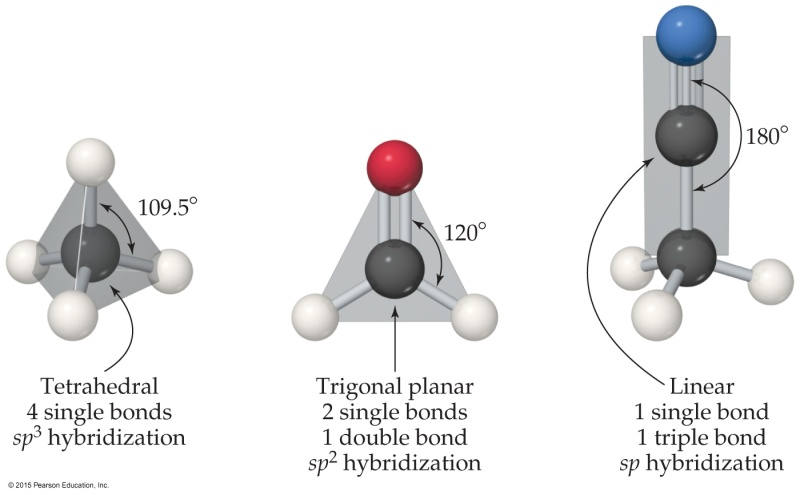 109.5°
120°
180°
Tetrahedral
4 single bonds
sp³ hybridization
Trigonal planar
2 single bonds
1 double bond
sp² hybridization
Linear
1 single bond
1 triple bond
sp hybridization
© 2015 Pearson Education, Inc.